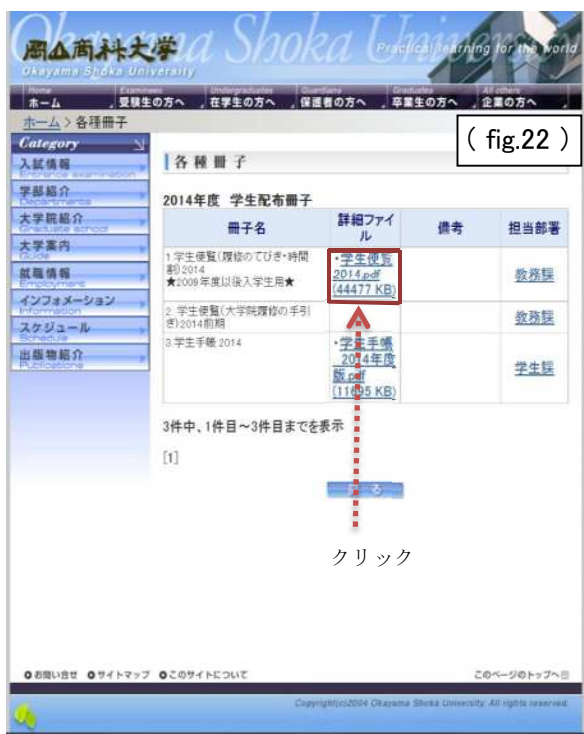 Okayama Shoka University
Practical learning for the world
岡山商科大学
Okayama Shoka University
Home Examinees Undergraduates Guardians Graduates All others
ホーム 受験生の方へ 在学生の方へ 保護者の方へ 卒業生の方へ 企業の方へ
ホーム > 各種冊子
( fig.22 )
Category
入試情報
Entrance examination
学部紹介
Departments
大学院紹介
Graduate school
大学案内
Guide
就職情報
Employment
インフォメーション
Information
スケジュール
Schedule
出版物紹介
Publications
各種冊子
2014年度 学生配布冊子
冊子名 詳細ファイル 備考 担当部署
1.学生便覧(履修のてびき・時間割)2014
★2009年度以後入学生用★
・学生便覧
2014.pdf
(44477 KB)
教務課
2.学生便覧(大学院履修の手引き)2014前期
教務課
3.学生手帳 2014
・学生手帳
_2014年度
版.pdf
(11695 KB)
学生課
3件中、1件目～3件目までを表示
[1]
戻る
クリック
お問い合せ サイトマップ このサイトについて このページのトップへ
Copyright(c)2004 Okayama Shoka University. All rights reserved.